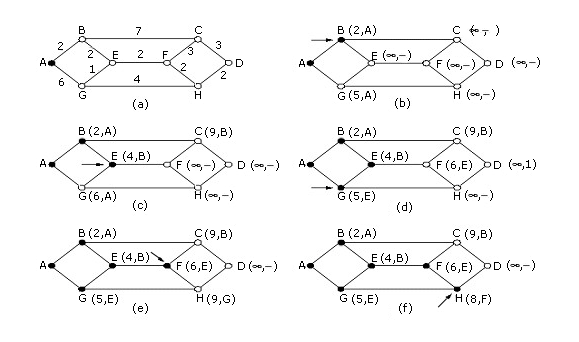 B 7 C
2 2 3 3
A E 2 F D
6 1 2 2
G 4 H
(a)
B (2,A) C (∞,-)
A E (∞,-) F (∞,-) D (∞,-)
G (5,A) H (∞,-)
(b)
B (2,A) C (9,B)
A E (4,B) F (∞,-) D (∞,-)
G (6,A) H (∞,-)
(c)
B (2,A) C (9,B)
A E (4,B) F (6,E) D (∞,1)
G (5,E) H (∞,-)
(d)
B (2,A) C (9,B)
A E (4,B) F (6,E) D (∞,-)
G (5,E) H (9,G)
(e)
B (2,A) C (9,B)
A E (4,B) F (6,E) D (∞,-)
G (5,E) H (8,F)
(f)